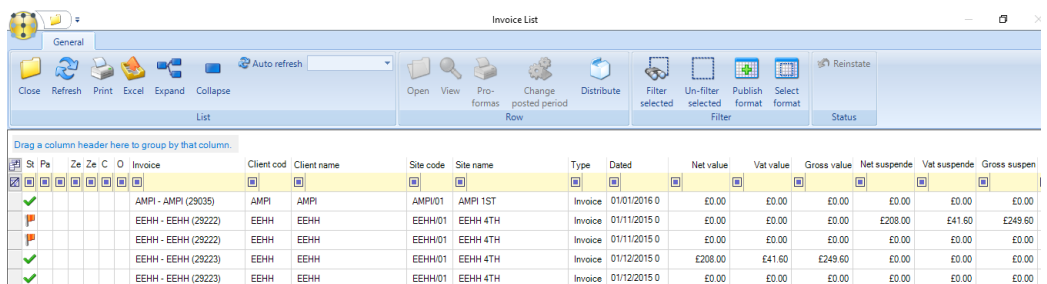 Invoice List
General
Auto refresh
Reinstate
Close Refresh Print Excel Expand Collapse
Open View Pro-formas Change posted period Distribute
Filter selected Un-filter selected Publish format Select format
List Row Filter Status
Drag a column header here to group by that column.
St Pa Ze Ze C O Invoice Client cod Client name Site code Site name Type Dated Net value Vat value Gross value Net suspende Vat suspende Gross suspen
AMPI - AMPI (29035) AMPI AMPI AMPI/01 AMPI 1ST Invoice 01/01/2016 0 £0.00 £0.00 £0.00 £0.00 £0.00 £0.00
EEHH - EEHH (29222) EEHH EEHH EEHH/01 EEHH 4TH Invoice 01/11/2015 0 £0.00 £0.00 £0.00 £208.00 £41.60 £249.60
EEHH - EEHH (29222) EEHH EEHH EEHH/01 EEHH 4TH Invoice 01/11/2015 0 £0.00 £0.00 £0.00 £0.00 £0.00 £0.00
EEHH - EEHH (29223) EEHH EEHH EEHH/01 EEHH 4TH Invoice 01/12/2015 0 £208.00 £41.60 £249.60 £0.00 £0.00 £0.00
EEHH - EEHH (29223) EEHH EEHH EEHH/01 EEHH 4TH Invoice 01/12/2015 0 £0.00 £0.00 £0.00 £0.00 £0.00 £0.00